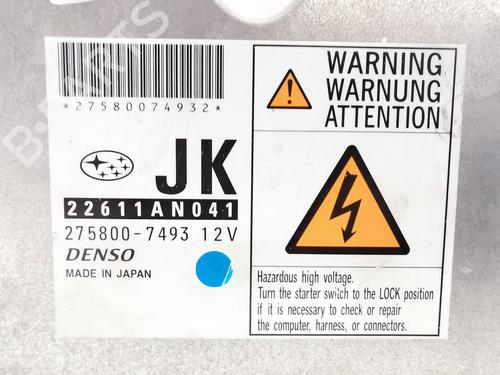 *27580074932*
JK
22611AN041
275800-7493 12V
DENSO
MADE IN JAPAN
WARNING
WARNUNG
ATTENTION
Hazardous high voltage.
Turn the starter switch to the LOCK position
if it is necessary to check or repair
the computer, harness, or connectors.
B-PARTS